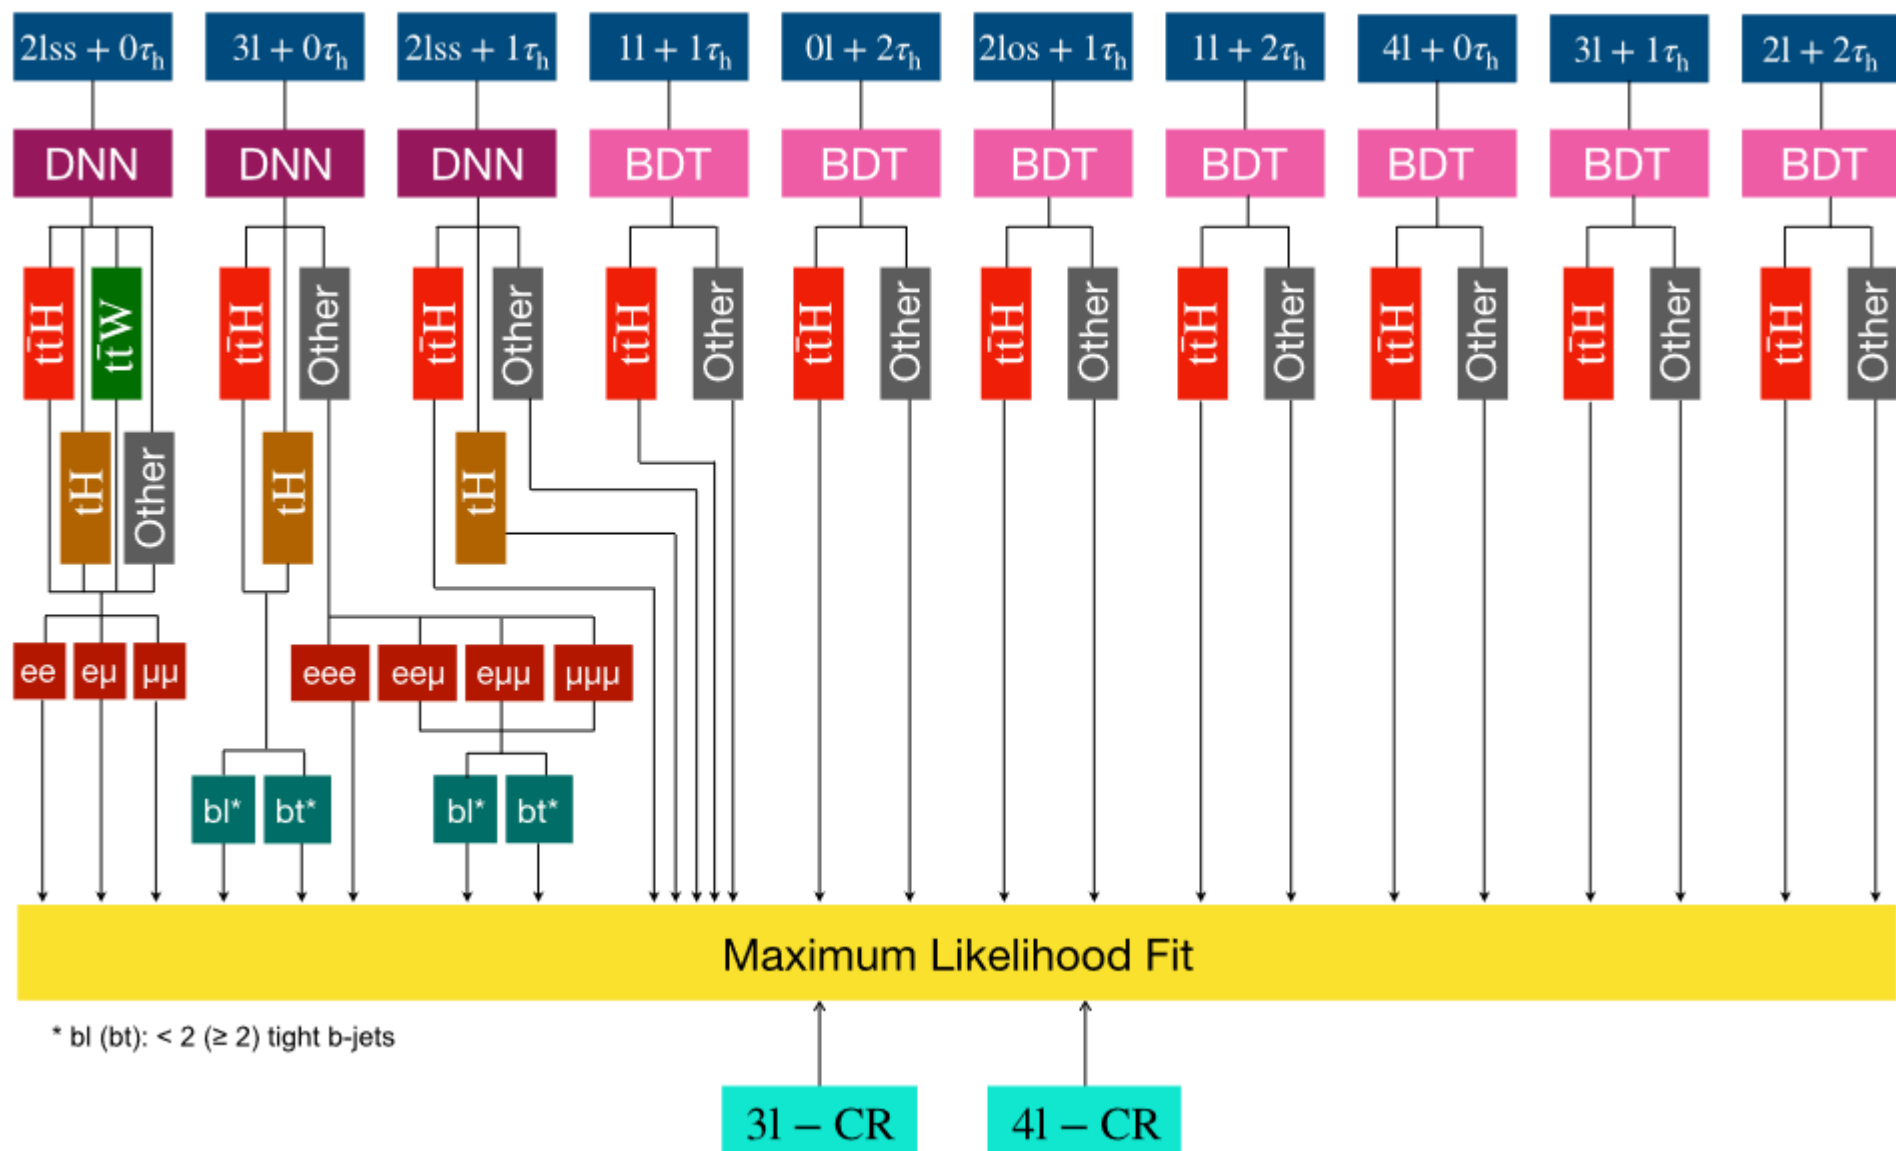 2lss + 0τh 3l + 0τh 2lss + 1τh 1l + 1τh 0l + 2τh 2los + 1τh 1l + 2τh 4l + 0τh 3l + 1τh 2l + 2τh
DNN DNN DNN BDT BDT BDT BDT BDT BDT BDT
tt̄H tt̄W tt̄H Other tt̄H Other tt̄H Other tt̄H Other tt̄H Other tt̄H Other tt̄H Other tt̄H Other tt̄H Other
tH Other tH tH
ee eμ μμ eee eeμ eμμ μμμ
bl* bt* bl* bt*
Maximum Likelihood Fit
* bl (bt): < 2 (≥ 2) tight b-jets
3l – CR 4l – CR